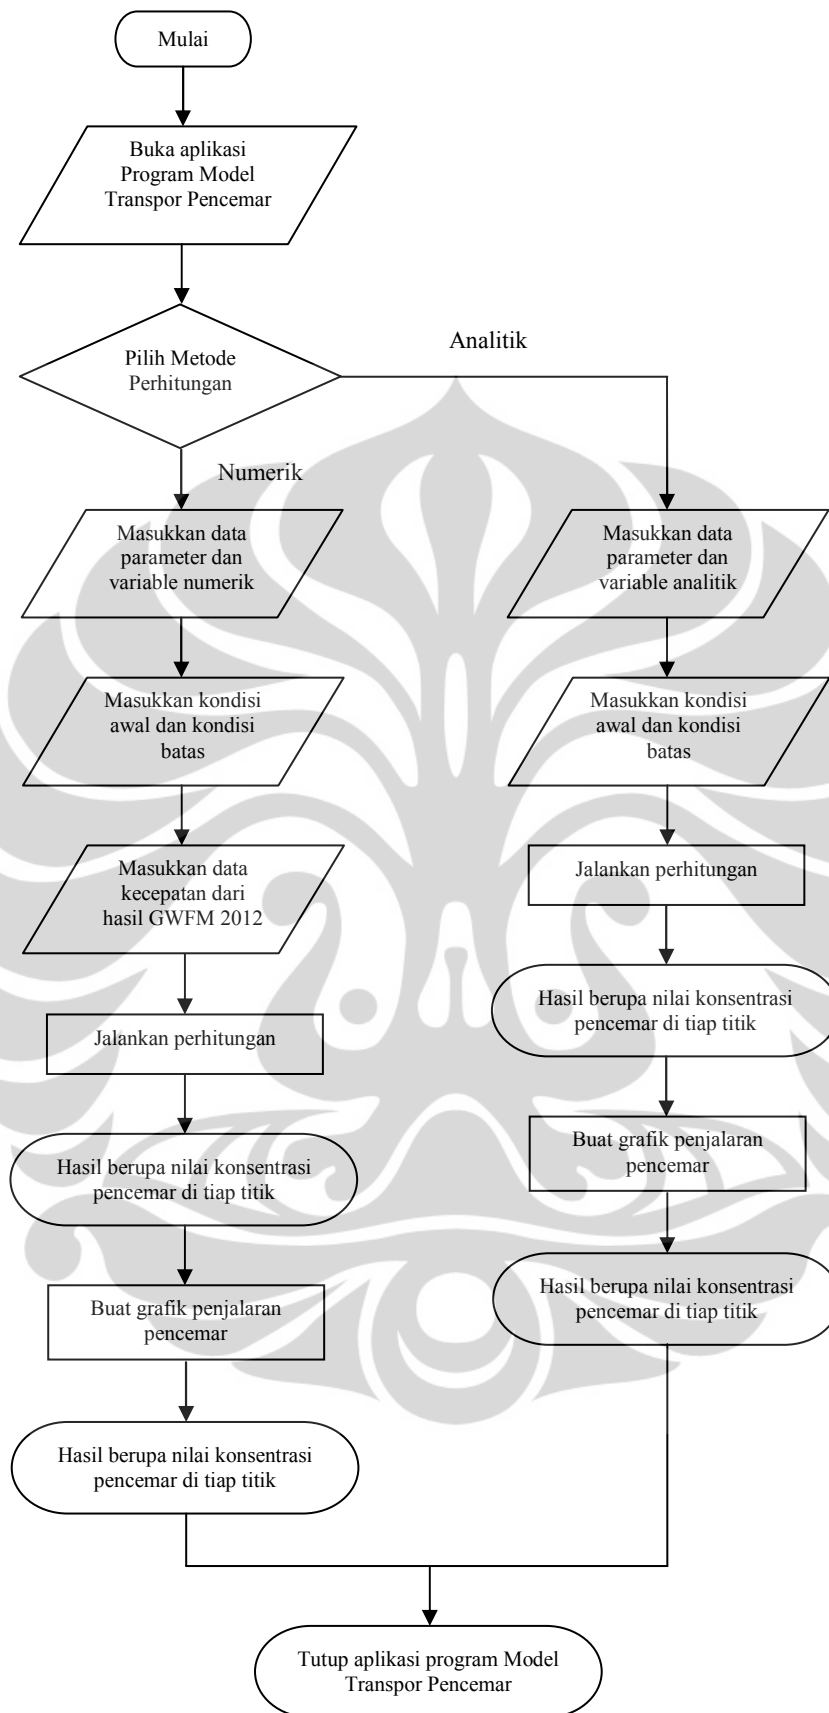 Mulai
Buka aplikasi
Program Model
Transpor Pencemar
Pilih Metode
Perhitungan
Analitik
Numerik
Masukkan data
parameter dan
variable numerik
Masukkan kondisi
awal dan kondisi
batas
Masukkan data
kecepatan dari
hasil GWFM 2012
Jalankan perhitungan
Hasil berupa nilai konsentrasi
pencemar di tiap titik
Buat grafik penjalaran
pencemar
Hasil berupa nilai konsentrasi
pencemar di tiap titik
Masukkan data
parameter dan
variable analitik
Masukkan kondisi
awal dan kondisi
batas
Jalankan perhitungan
Hasil berupa nilai konsentrasi
pencemar di tiap titik
Buat grafik penjalaran
pencemar
Hasil berupa nilai konsentrasi
pencemar di tiap titik
Tutup aplikasi program Model
Transpor Pencemar